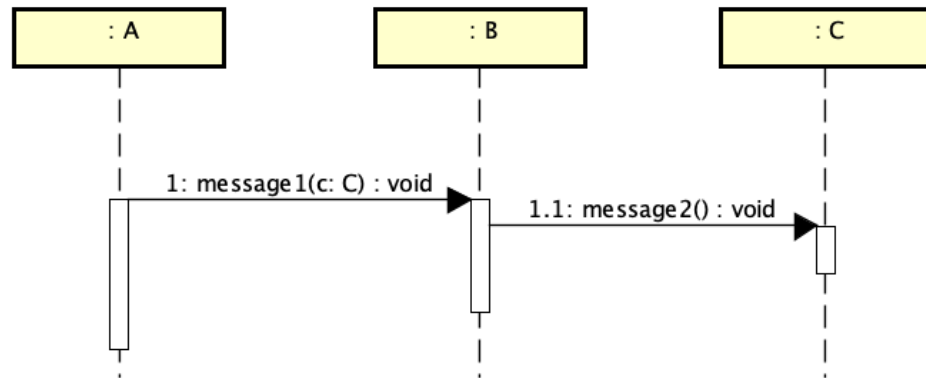 : A
: B
: C
1: message1(c: C) : void
1.1: message2() : void